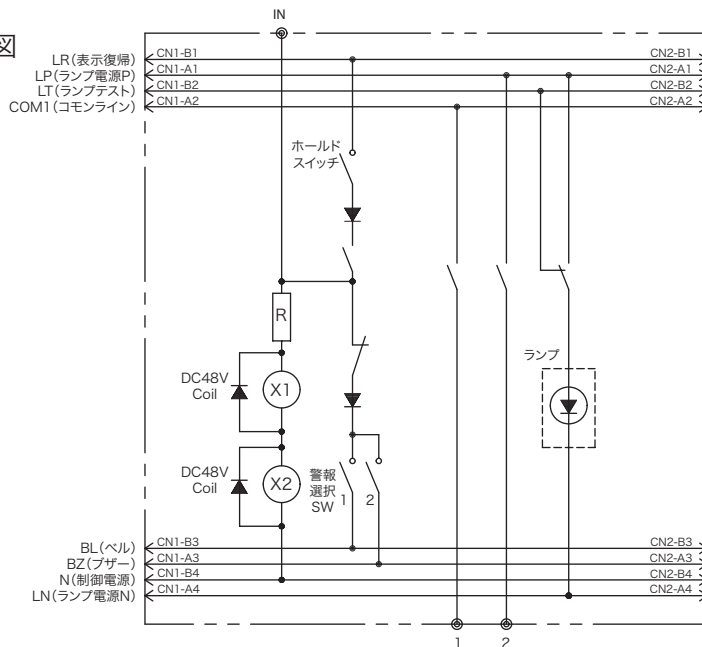 IN
図
LR(表示復帰) CN1-B1 CN2-B1
LP(ランプ電源P) CN1-A1 CN2-A1
LT(ランプテスト) CN1-B2 CN2-B2
COM1(コモンライン) CN1-A2 CN2-A2
ホールド
スイッチ
R
ランプ
DC48V
Coil
X1
DC48V
Coil
X2
警報
選択
SW
1
2
BL(ベル) CN1-B3 CN2-B3
BZ(ブザー) CN1-A3 CN2-A3
N(制御電源) CN1-B4 CN2-B4
LN(ランプ電源N) CN1-A4 CN2-A4
1 2